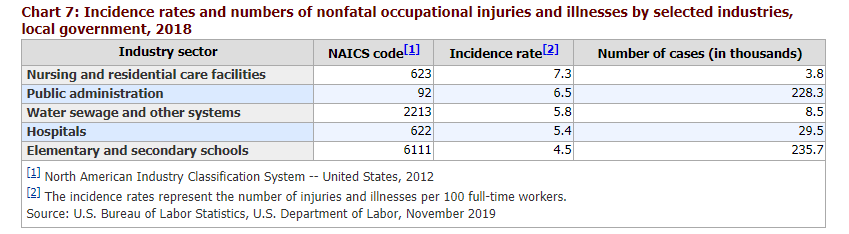 Chart 7: Incidence rates and numbers of nonfatal occupational injuries and illnesses by selected industries,
local government, 2018
Industry sector NAICS code[1] Incidence rate[2] Number of cases (in thousands)
Nursing and residential care facilities 623 7.3 3.8
Public administration 92 6.5 228.3
Water sewage and other systems 2213 5.8 8.5
Hospitals 622 5.4 29.5
Elementary and secondary schools 6111 4.5 235.7
[1] North American Industry Classification System -- United States, 2012
[2] The incidence rates represent the number of injuries and illnesses per 100 full-time workers.
Source: U.S. Bureau of Labor Statistics, U.S. Department of Labor, November 2019